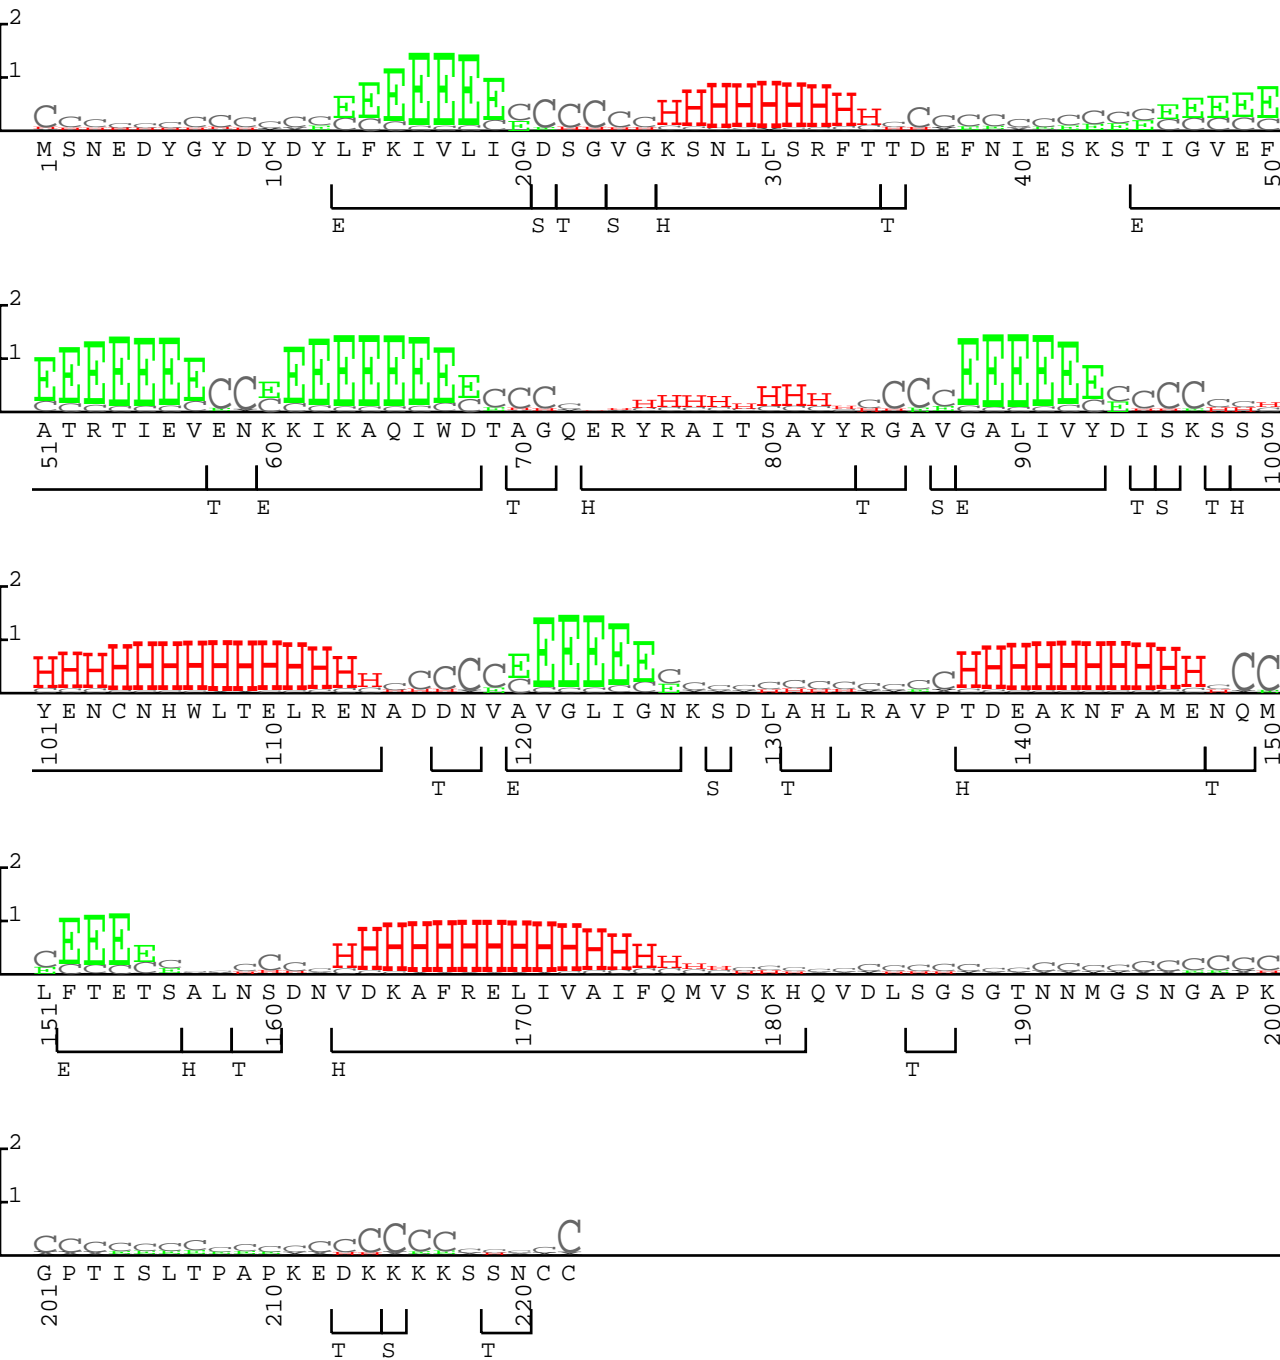 2
1
M S N E D Y G Y D Y D Y L F K I V L I G D S G V G K S N L L S R F T T D E F N I E S K S T I G V E F
1 10 20 30 40 50
E S T S H T E
2
1
A T R T I E V E N K K I K A Q I W D T A G Q E R Y R A I T S A Y Y R G A V G A L I V Y D I S K S S S
51 60 70 80 90 100
T E T H T S E T S T H
2
1
Y E N C N H W L T E L R E N A D D N V A V G L I G N K S D L A H L R A V P T D E A K N F A M E N Q M
101 110 120 130 140 150
T E S T H T
2
1
L F T E T S A L N S D N V D K A F R E L I V A I F Q M V S K H Q V D L S G S G T N N M G S N G A P K
151 160 170 180 190 200
E H T H T
2
1
G P T I S L T P A P K E D K K K K S S N C C
201 210 220
T S T